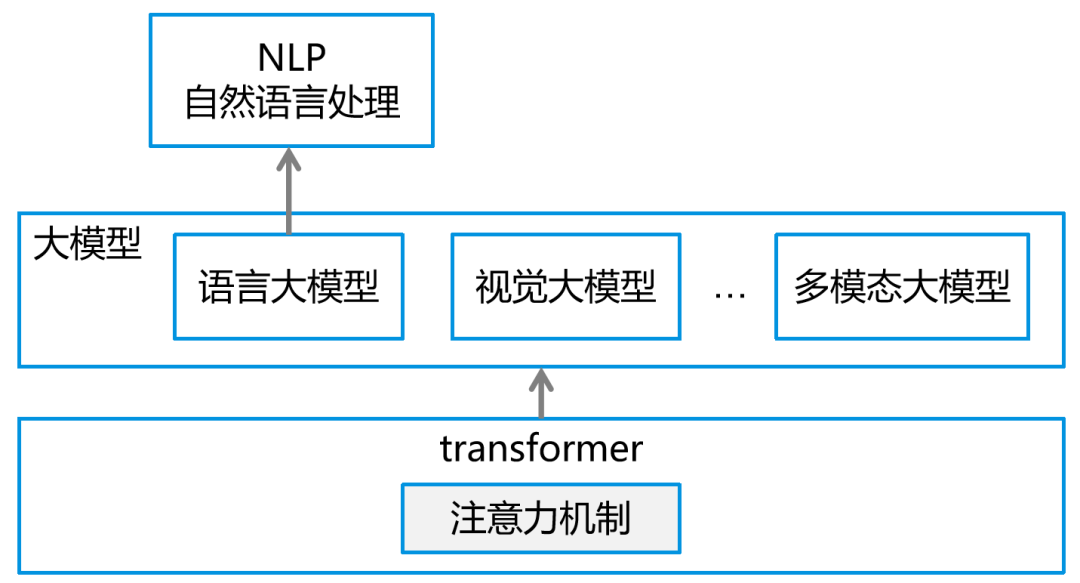 NLP
自然语言处理
大模型
语言大模型
视觉大模型
...
多模态大模型
transformer
注意力机制